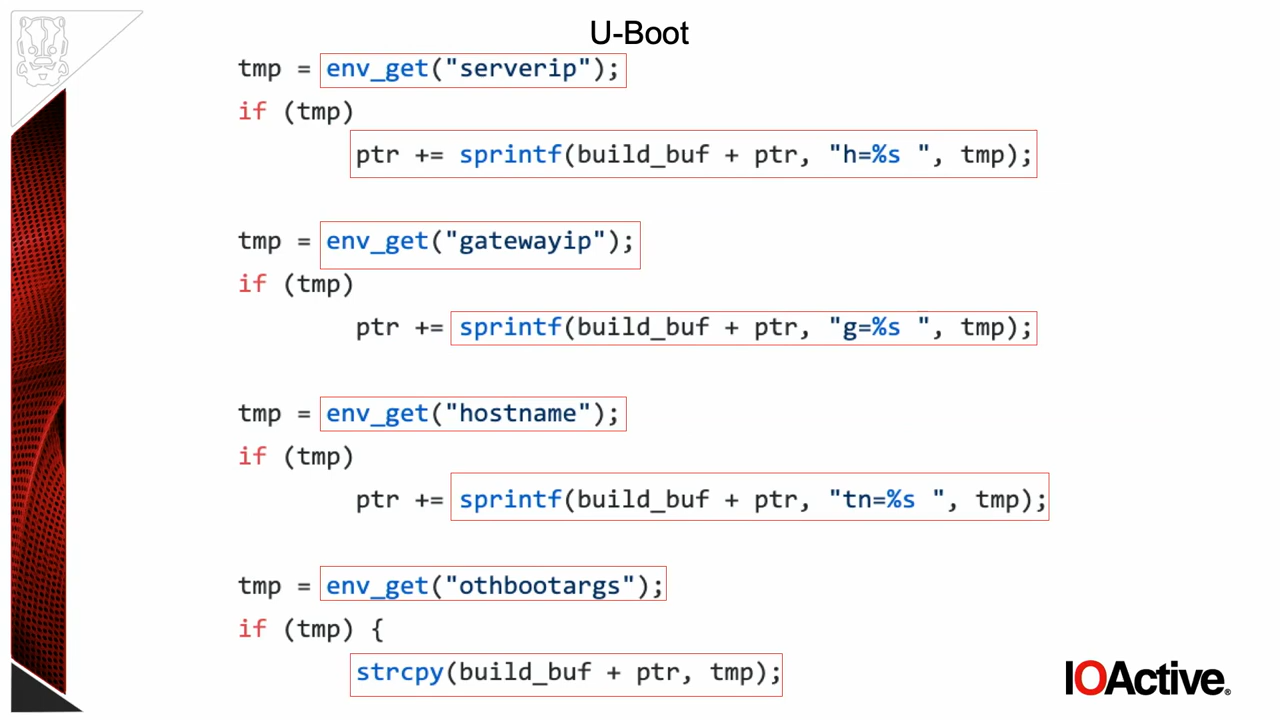 U-Boot
tmp = env_get("serverip");
if (tmp)
ptr += sprintf(build_buf + ptr, "h=%s ", tmp);
tmp = env_get("gatewayip");
if (tmp)
ptr += sprintf(build_buf + ptr, "g=%s ", tmp);
tmp = env_get("hostname");
if (tmp)
ptr += sprintf(build_buf + ptr, "tn=%s ", tmp);
tmp = env_get("othbootargs");
if (tmp) {
strcpy(build_buf + ptr, tmp);
IOActive®